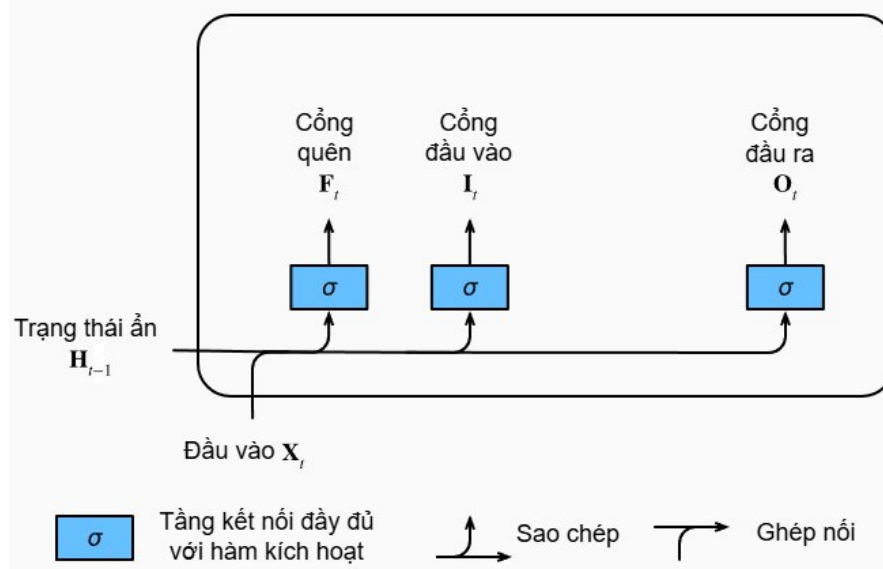 Cổng
quên
F_t
Cổng
đầu vào
I_t
Cổng
đầu ra
O_t
σ
σ
σ
Trạng thái ẩn
H_{t-1}
Đầu vào X_t
σ
Tầng kết nối đầy đủ
với hàm kích hoạt
Sao chép
Ghép nối